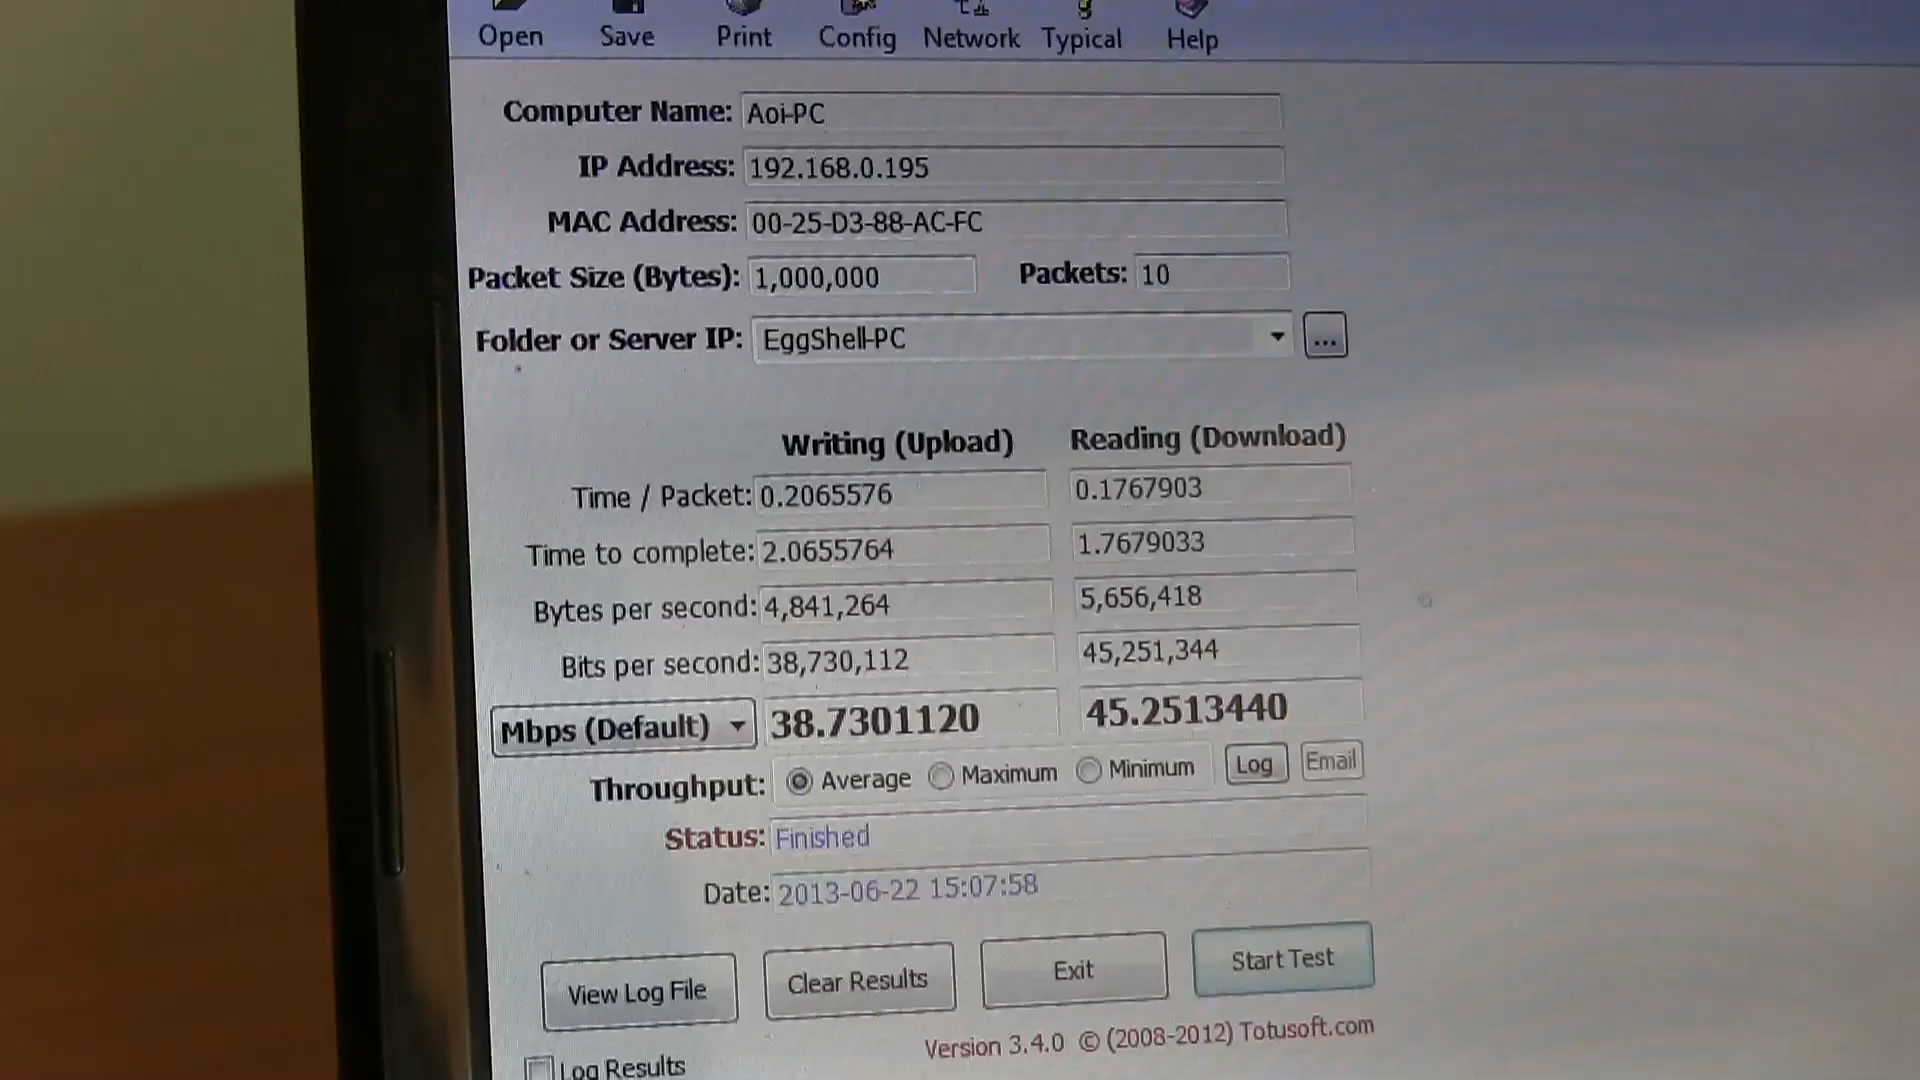 Open Save Print Config Network Typical Help
Computer Name: Aoi-PC
IP Address: 192.168.0.195
MAC Address: 00-25-D3-88-AC-FC
Packet Size (Bytes): 1,000,000 Packets: 10
Folder or Server IP: EggShell-PC ...
Writing (Upload) Reading (Download)
Time / Packet: 0.2065576 0.1767903
Time to complete: 2.0655764 1.7679033
Bytes per second: 4,841,264 5,656,418
Bits per second: 38,730,112 45,251,344
Mbps (Default) 38.7301120 45.2513440
Throughput: Average Maximum Minimum Log Email
Status: Finished
Date: 2013-06-22 15:07:58
View Log File Clear Results Exit Start Test
Version 3.4.0 © (2008-2012) Totusoft.com
Log Results